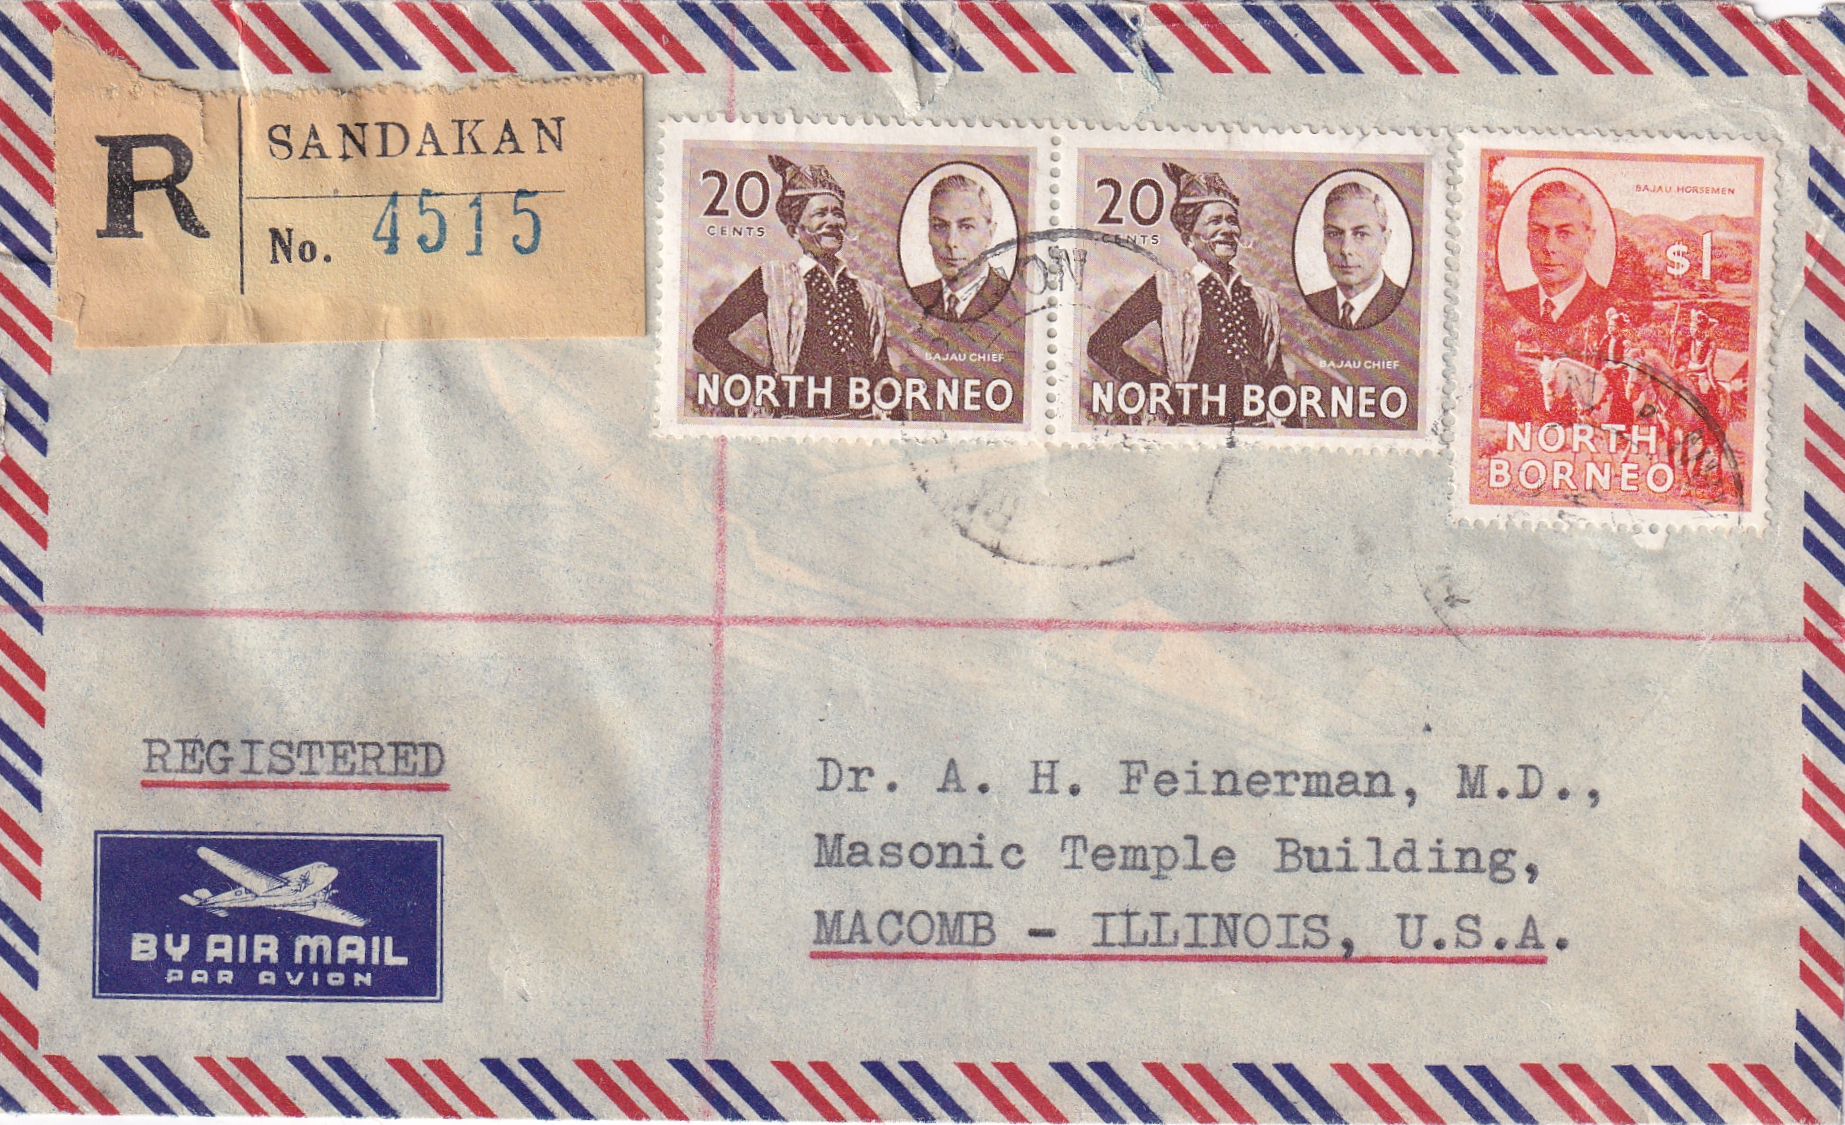 R
SANDAKAN
No. 4515
20
CENTS
BAJAU CHIEF
NORTH BORNEO
20
CENTS
BAJAU CHIEF
NORTH BORNEO
BAJAU HORSEMEN
$1
NORTH
BORNEO
REGISTERED
BY AIR MAIL
PAR AVION
Dr. A. H. Feinerman, M.D.,
Masonic Temple Building,
MACOMB - ILLINOIS, U.S.A.